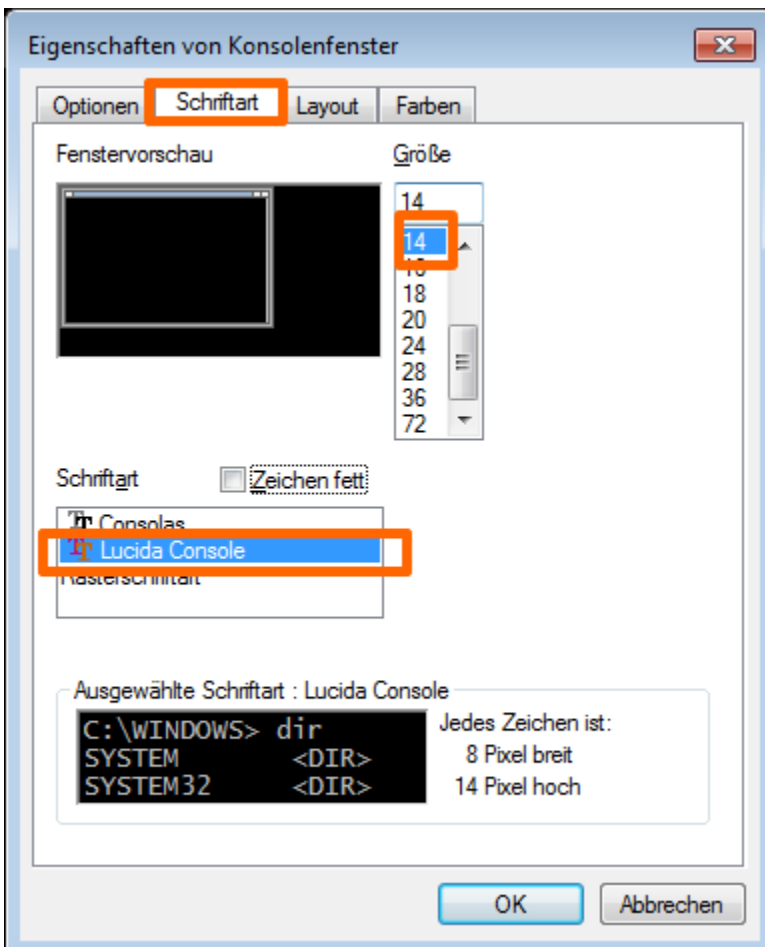 Eigenschaften von Konsolenfenster
Optionen Schriftart Layout Farben
Fenstervorschau Größe
14
14
16
18
20
24
28
36
72
Schriftart Zeichen fett
Consolas
Lucida Console
Rasterschriftart
Ausgewählte Schriftart : Lucida Console
C:\WINDOWS> dir
SYSTEM <DIR>
SYSTEM32 <DIR>
Jedes Zeichen ist:
8 Pixel breit
14 Pixel hoch
OK Abbrechen